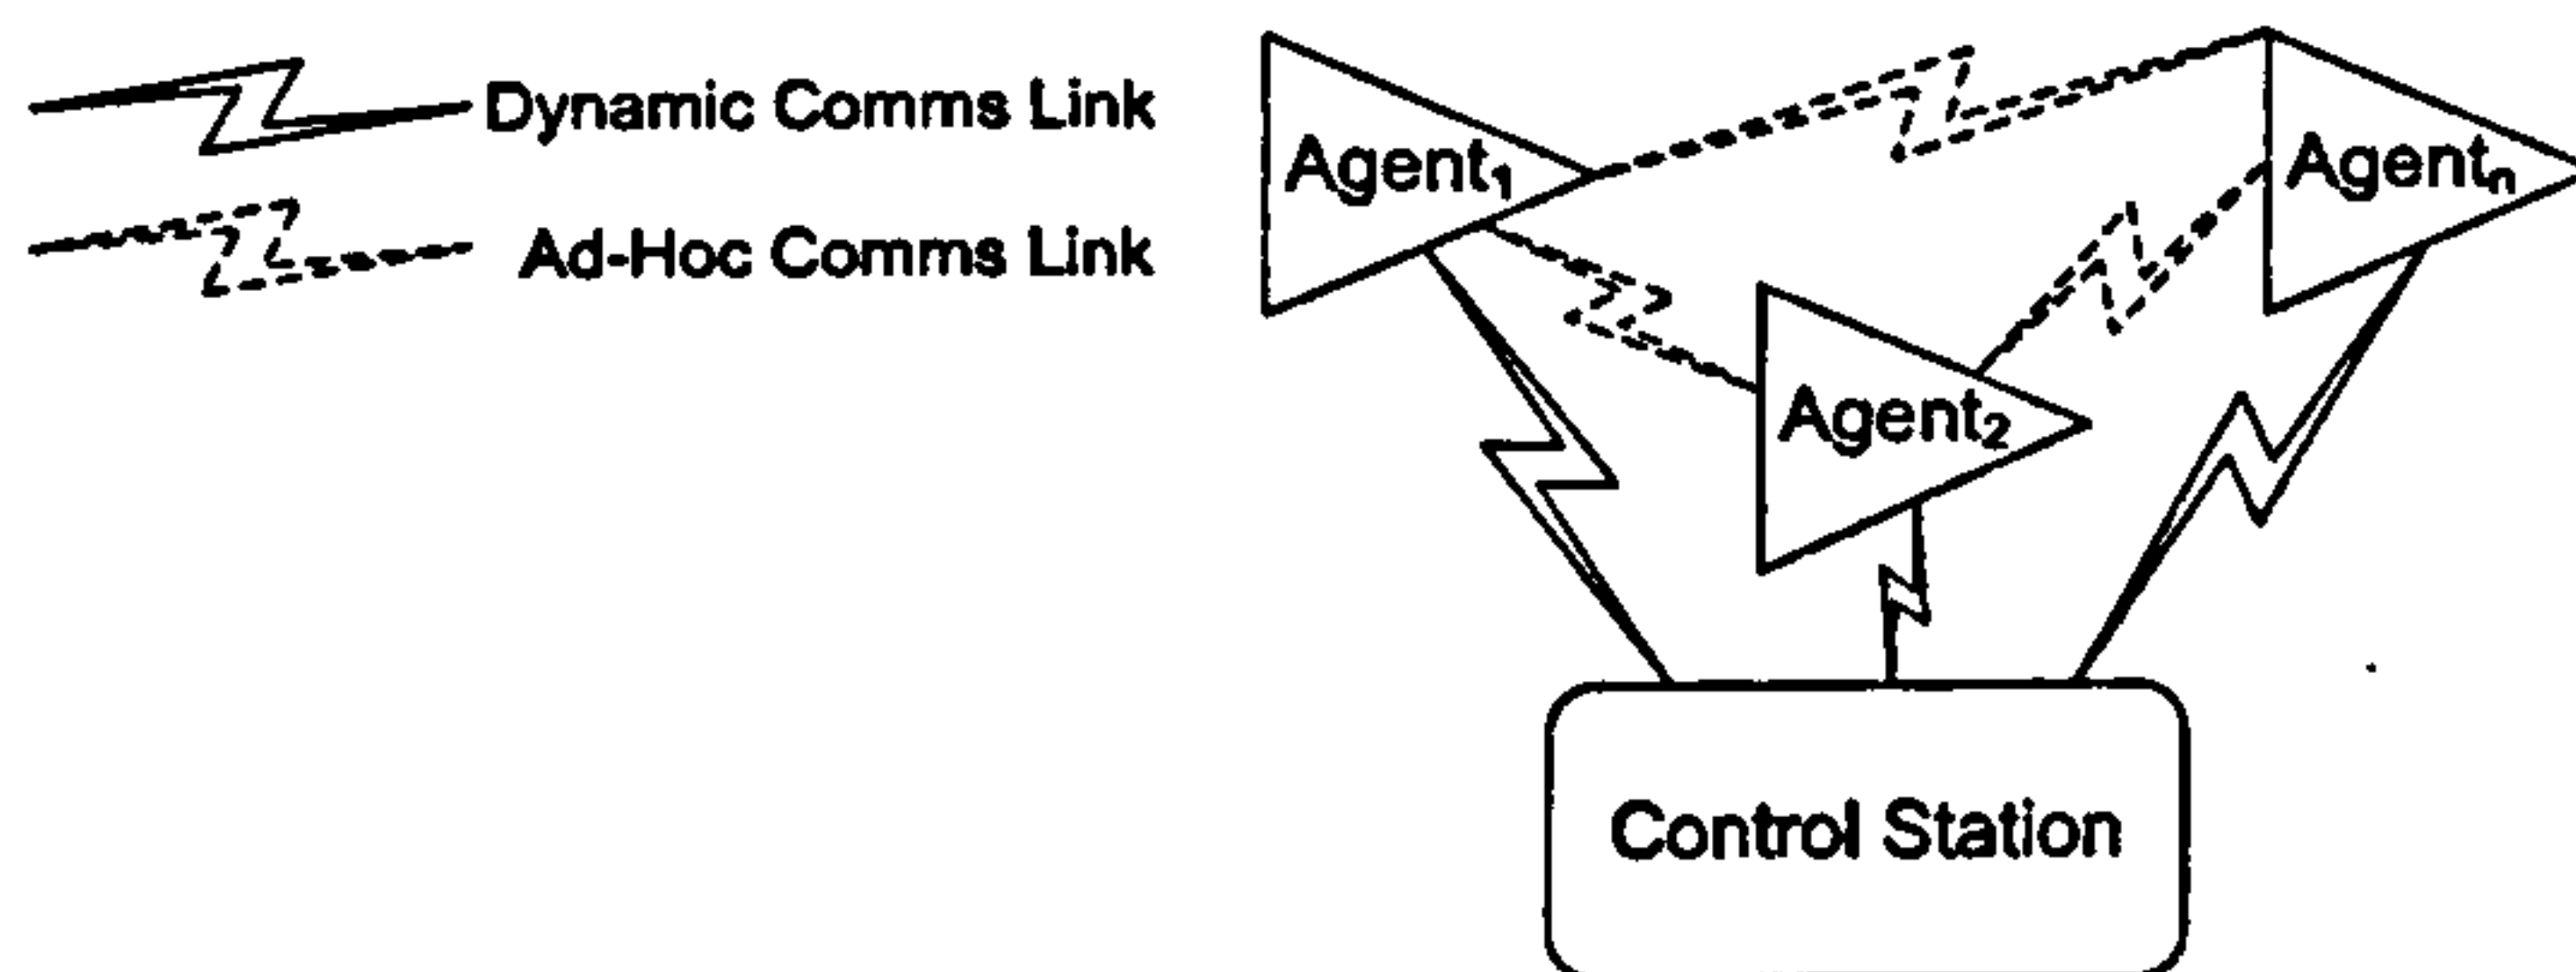 Dynamic Comms Link
Ad-Hoc Comms Link
Agent₁
Agentₙ
Agent₂
Control Station